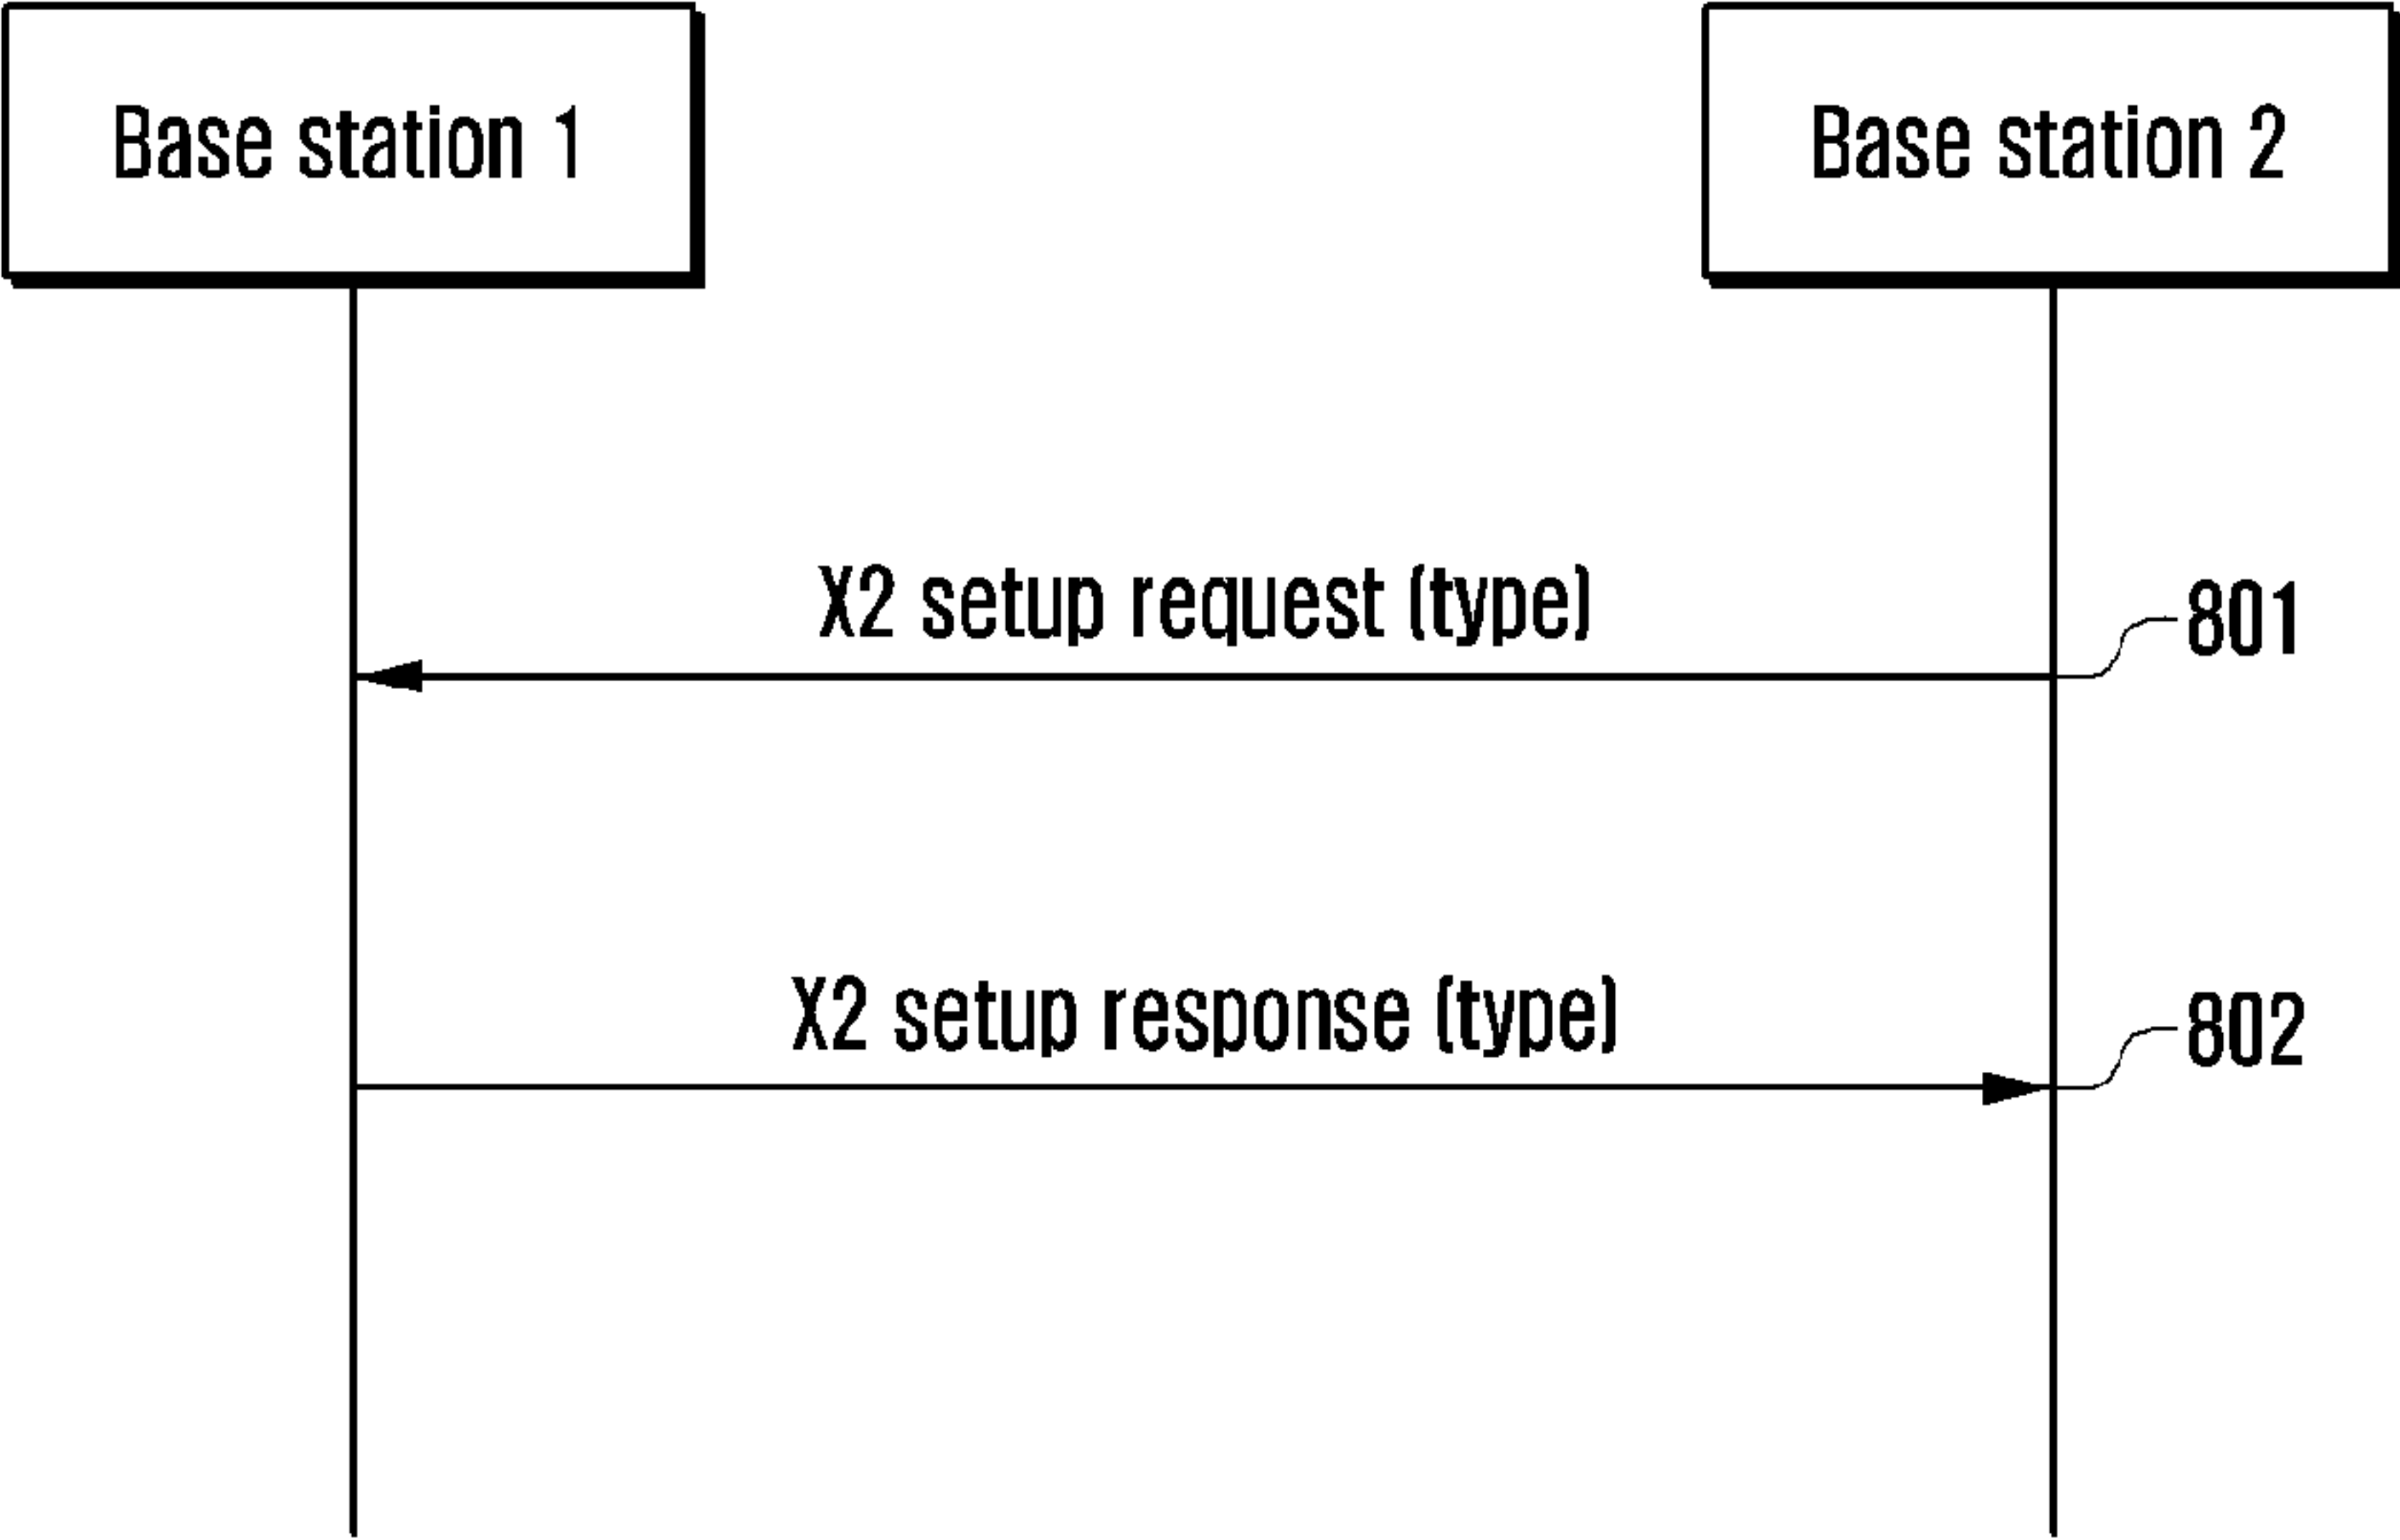 Base station 1
Base station 2
X2 setup request (type)
801
X2 setup response (type)
802